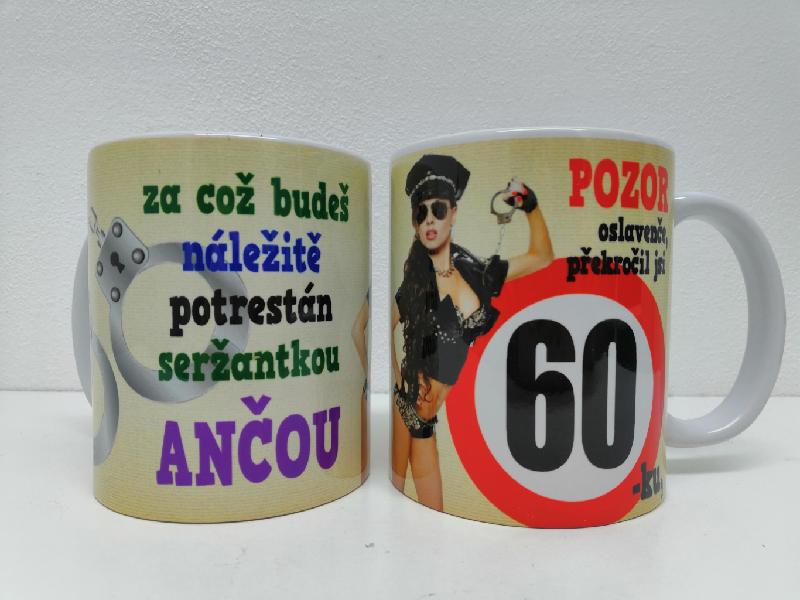 za což budeš
náležitě
potrestán
seržantkou
ANČOU
POZOR
oslavenče,
překročil jsi
60
-ku,